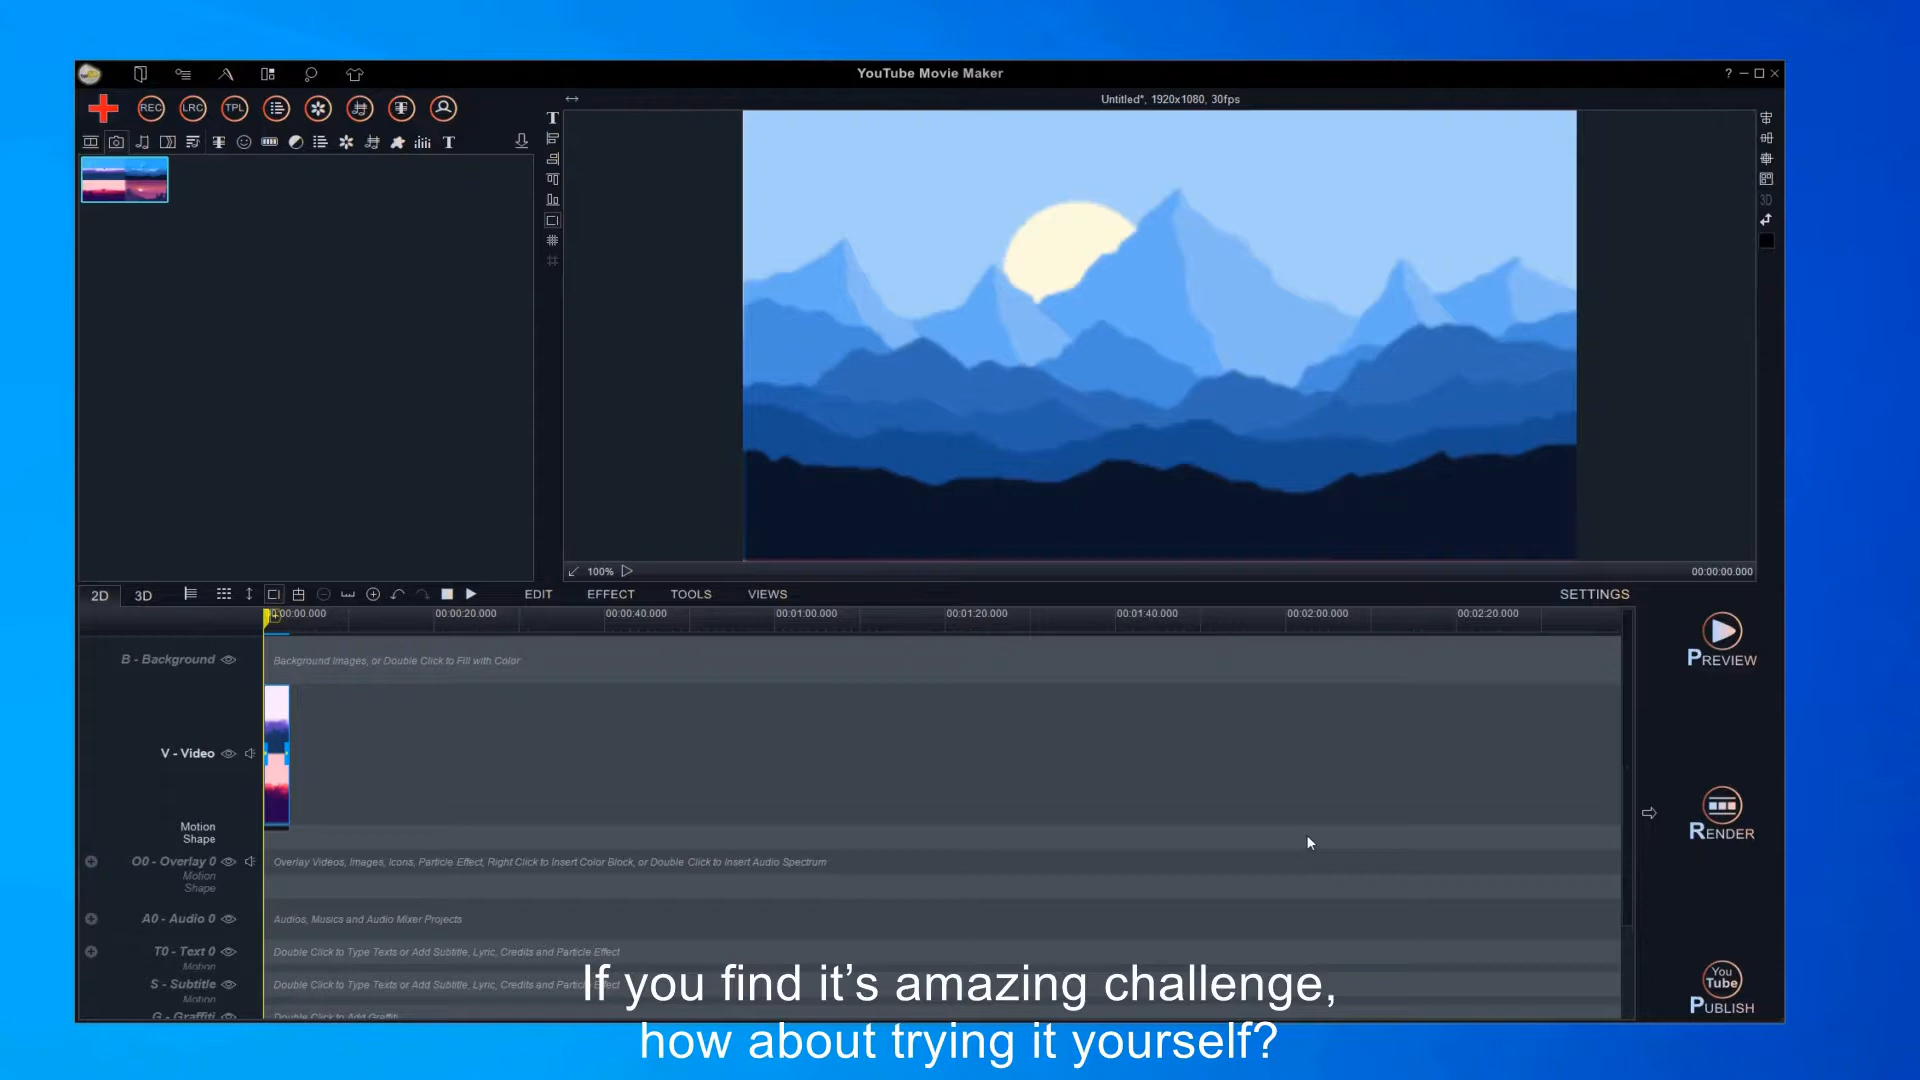 YouTube Movie Maker
?
REC LRC TPL
Untitled*, 1920x1080, 30fps
T
T
3D
100%
00:00:00.000
2D 3D EDIT EFFECT TOOLS VIEWS SETTINGS
00:00:20.000 00:00:40.000 00:01:00.000 00:01:20.000 00:01:40.000 00:02:00.000 00:02:20.000
B - Background Background Images, or Double Click to Fill with Color
PREVIEW
V - Video
Motion
Shape
RENDER
O0 - Overlay 0 Overlay Videos, Images, Icons, Particle Effect, Right Click to Insert Color Block, or Double Click to Insert Audio Spectrum
Motion
Shape
A0 - Audio 0 Audios, Musics and Audio Mixer Projects
T0 - Text 0 Double Click to Type Texts or Add Subtitle, Lyric, Credits and Particle Effect
Motion
S - Subtitle Double Click to Type Texts or Add Subtitle, Lyric, Credits and
Motion
You
Tube
PUBLISH
G - Graffiti Double Click to Add Graffiti
If you find it’s amazing challenge,
how about trying it yourself?